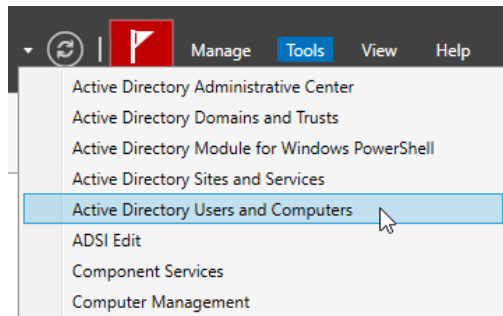 Manage Tools View Help
Active Directory Administrative Center
Active Directory Domains and Trusts
Active Directory Module for Windows PowerShell
Active Directory Sites and Services
Active Directory Users and Computers
ADSI Edit
Component Services
Computer Management